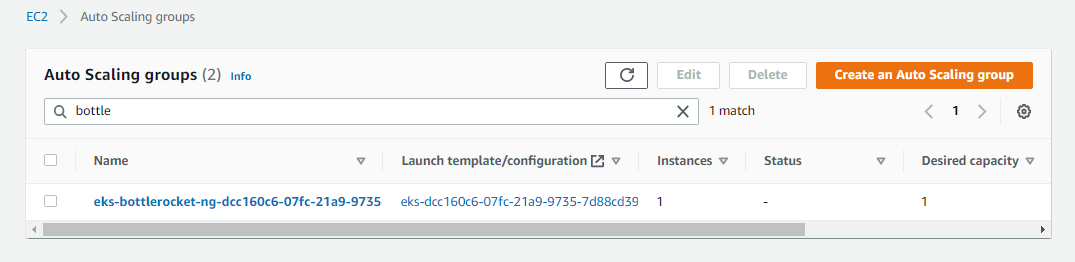 EC2 > Auto Scaling groups
Auto Scaling groups (2) Info Edit Delete Create an Auto Scaling group
bottle 1 match 1
Name Launch template/configuration Instances Status Desired capacity
eks-bottlerocket-ng-dcc160c6-07fc-21a9-9735 eks-dcc160c6-07fc-21a9-9735-7d88cd39 1 - 1